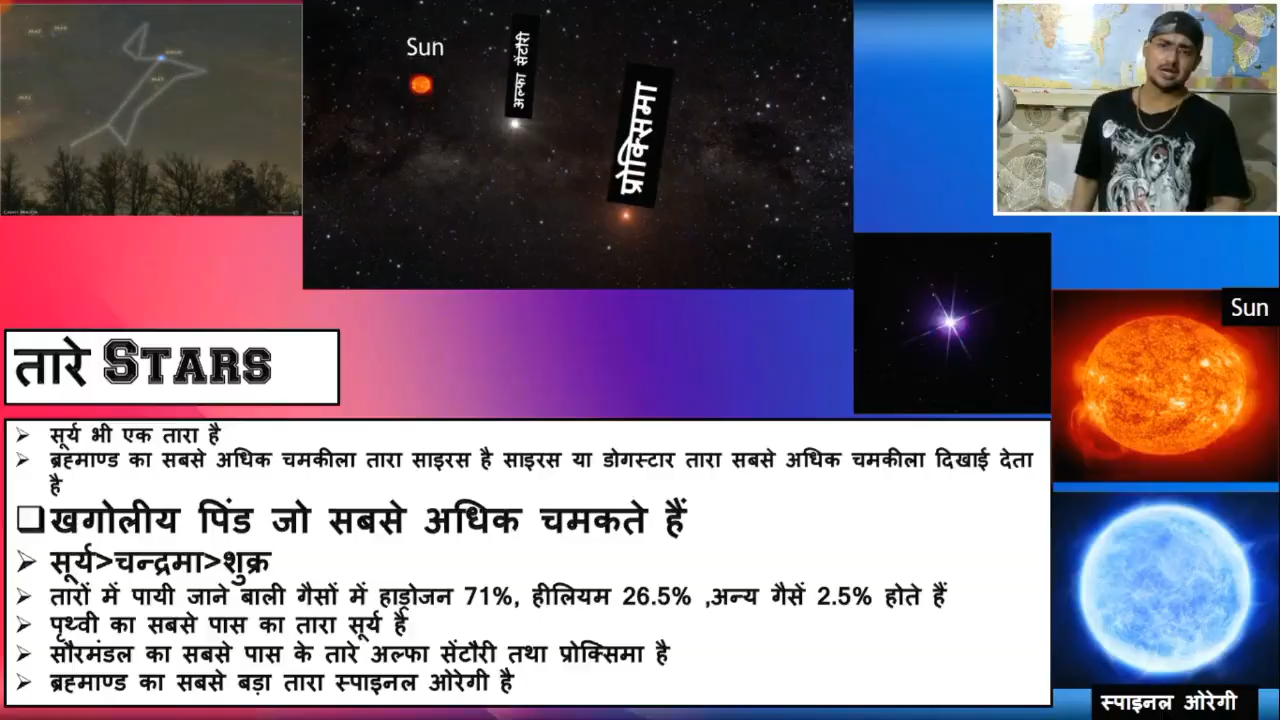 Sun
अल्फा सेंटौरी
प्रोक्सिमा
Sun
तारे STARS
सूर्य भी एक तारा है
ब्रह्माण्ड का सबसे अधिक चमकीला तारा साइरस है साइरस या डोगस्टार तारा सबसे अधिक चमकीला दिखाई देता
है
खगोलीय पिंड जो सबसे अधिक चमकते हैं
सूर्य>चन्द्रमा>शुक्र
तारों में पायी जाने बाली गैसों में हाड्रोजन 71%, हीलियम 26.5% ,अन्य गैसें 2.5% होते हैं
पृथ्वी का सबसे पास का तारा सूर्य है
सौरमंडल का सबसे पास के तारे अल्फा सेंटौरी तथा प्रोक्सिमा है
ब्रह्माण्ड का सबसे बड़ा तारा स्पाइनल ओरेगी है
स्पाइनल ओरेगी